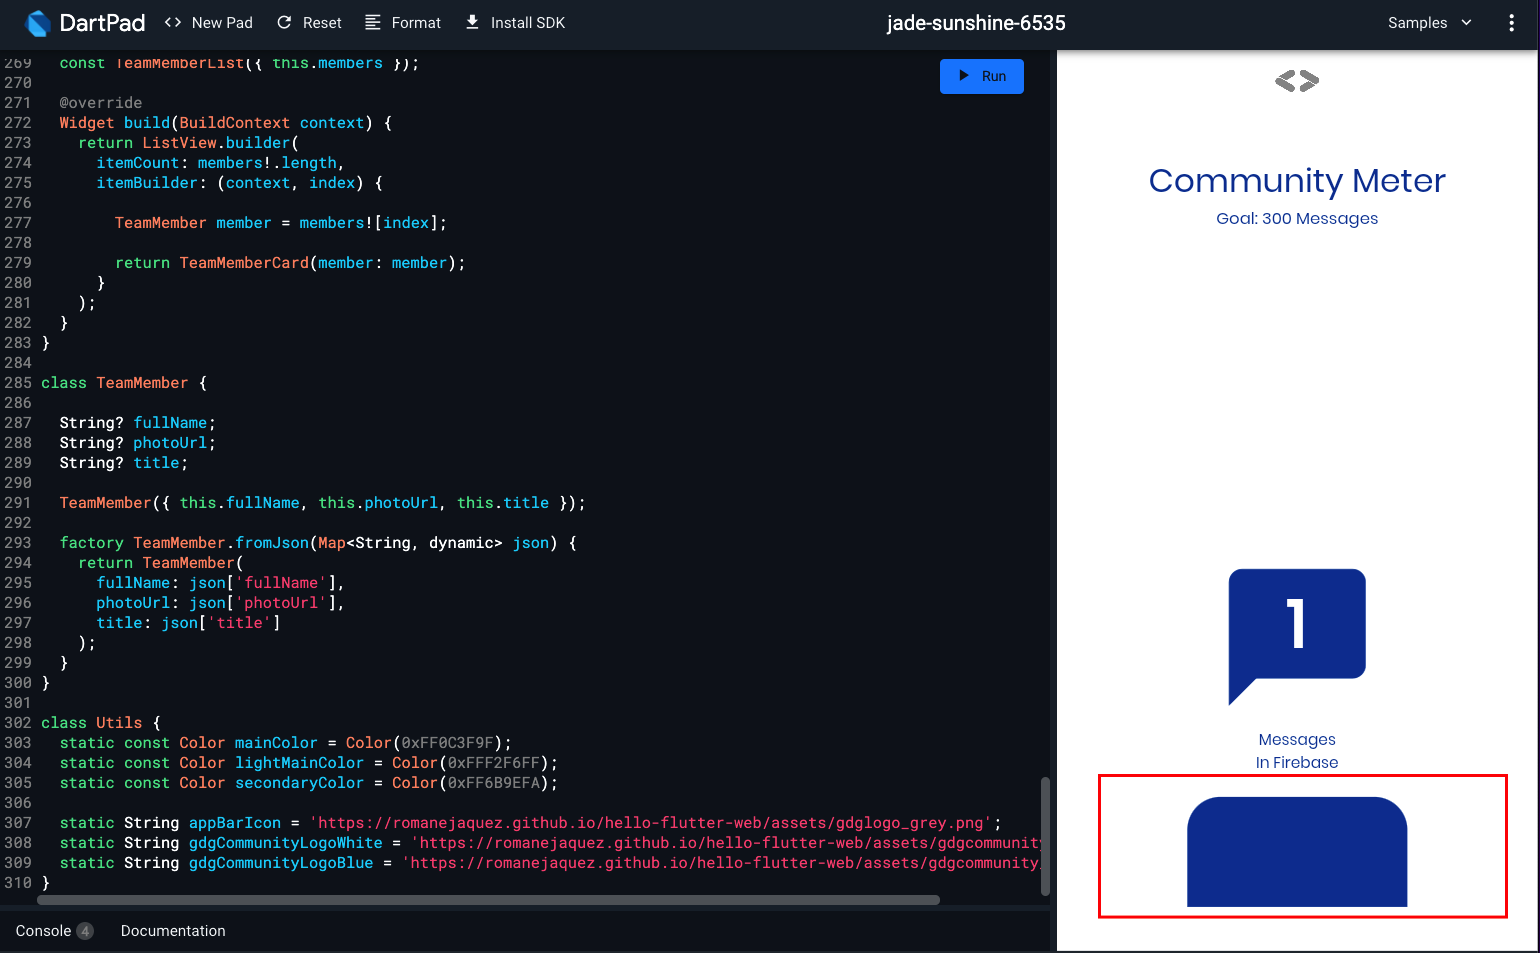 DartPad
<> New Pad
Reset
Format
Install SDK
jade-sunshine-6535
Samples
269 const TeamMemberList({ this.members });
270
271 @override
272 Widget build(BuildContext context) {
273 return ListView.builder(
274 itemCount: members!.length,
275 itemBuilder: (context, index) {
276
277 TeamMember member = members![index];
278
279 return TeamMemberCard(member: member);
280 }
281 );
282 }
283 }
284
285 class TeamMember {
286
287 String? fullName;
288 String? photoUrl;
289 String? title;
290
291 TeamMember({ this.fullName, this.photoUrl, this.title });
292
293 factory TeamMember.fromJson(Map<String, dynamic> json) {
294 return TeamMember(
295 fullName: json['fullName'],
296 photoUrl: json['photoUrl'],
297 title: json['title']
298 );
299 }
300 }
301
302 class Utils {
303 static const Color mainColor = Color(0xFF0C3F9F);
304 static const Color lightMainColor = Color(0xFFF2F6FF);
305 static const Color secondaryColor = Color(0xFF6B9EFA);
306
307 static String appBarIcon = 'https://romanejaquez.github.io/hello-flutter-web/assets/gdglogo_grey.png';
308 static String gdgCommunityLogoWhite = 'https://romanejaquez.github.io/hello-flutter-web/assets/gdgcommunity
309 static String gdgCommunityLogoBlue = 'https://romanejaquez.github.io/hello-flutter-web/assets/gdgcommunity
310 }
Run
Console 4
Documentation
Community Meter
Goal: 300 Messages
1
Messages
In Firebase